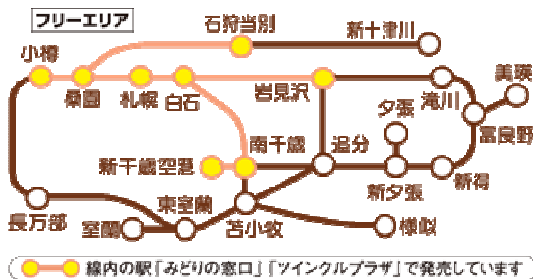 フリーエリア
石狩当別
新十津川
小樽
桑園
札幌
白石
岩見沢
滝川
美瑛
富良野
夕張
南千歳
追分
新千歳空港
新夕張
新得
長万部
室蘭
東室蘭
苫小牧
様似
線内の駅「みどりの窓口」「ツインクルプラザ」で発売しています